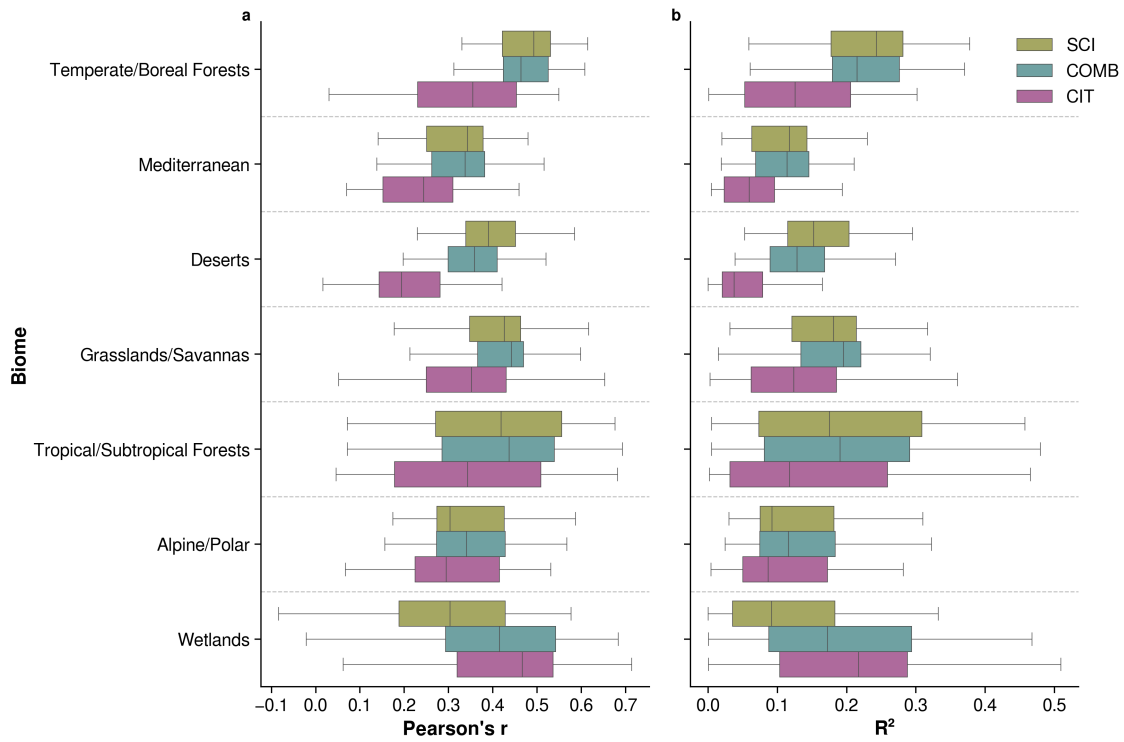 a
b
SCI
COMB
CIT
Temperate/Boreal Forests
Mediterranean
Deserts
Grasslands/Savannas
Tropical/Subtropical Forests
Alpine/Polar
Wetlands
Biome
−0.1 0.0 0.1 0.2 0.3 0.4 0.5 0.6 0.7
0.0 0.1 0.2 0.3 0.4 0.5
Pearson's r
R²